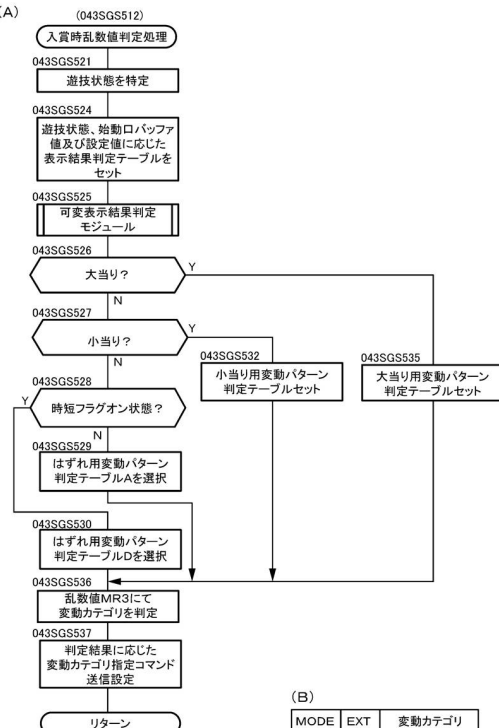 (A)
(043SGS512)
入賞時乱数値判定処理
043SGS521
遊技状態を特定
043SGS524
遊技状態、始動口バッファ
値及び設定値に応じた
表示結果判定テーブルを
セット
043SGS525
可変表示結果判定
モジュール
043SGS526
大当り?
Y
N
043SGS527
小当り?
Y
N
043SGS532
小当り用変動パターン
判定テーブルセット
043SGS535
大当り用変動パターン
判定テーブルセット
043SGS528
時短フラグオン状態?
Y
N
043SGS529
はずれ用変動パターン
判定テーブルAを選択
043SGS530
はずれ用変動パターン
判定テーブルDを選択
043SGS536
乱数値MR3にて
変動カテゴリを判定
043SGS537
判定結果に応じた
変動カテゴリ指定コマンド
送信設定
リターン
(B)
MODE EXT 変動カテゴリ